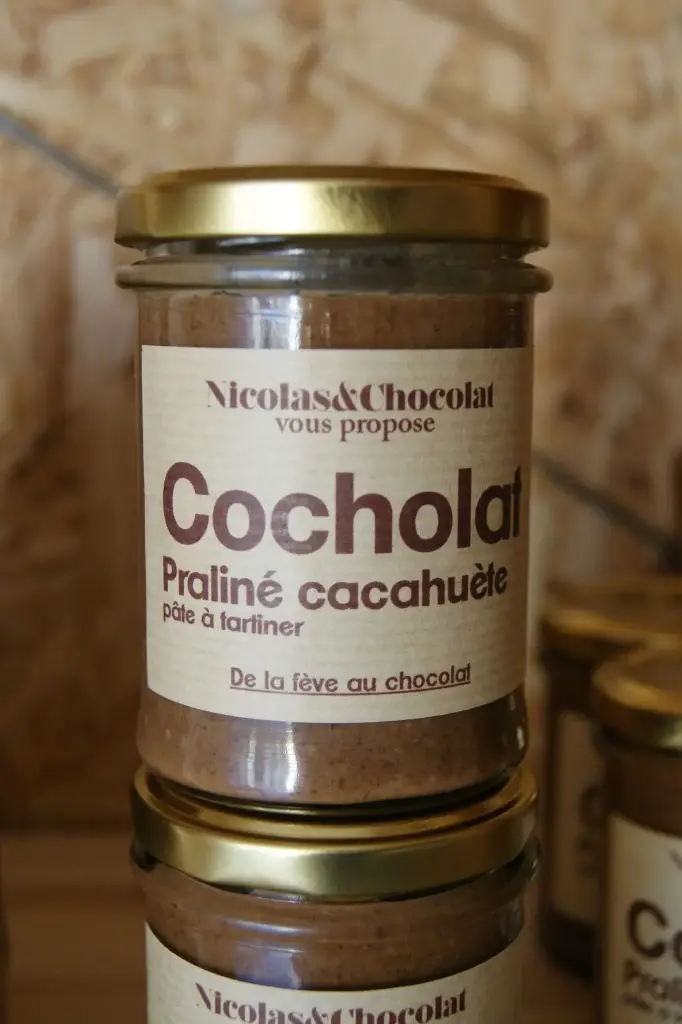 Nicolas&Chocolat
vous propose
Cocholat
Praliné cacahuète
pâte à tartiner
De la fève au chocolat
Nicolas&Chocolat